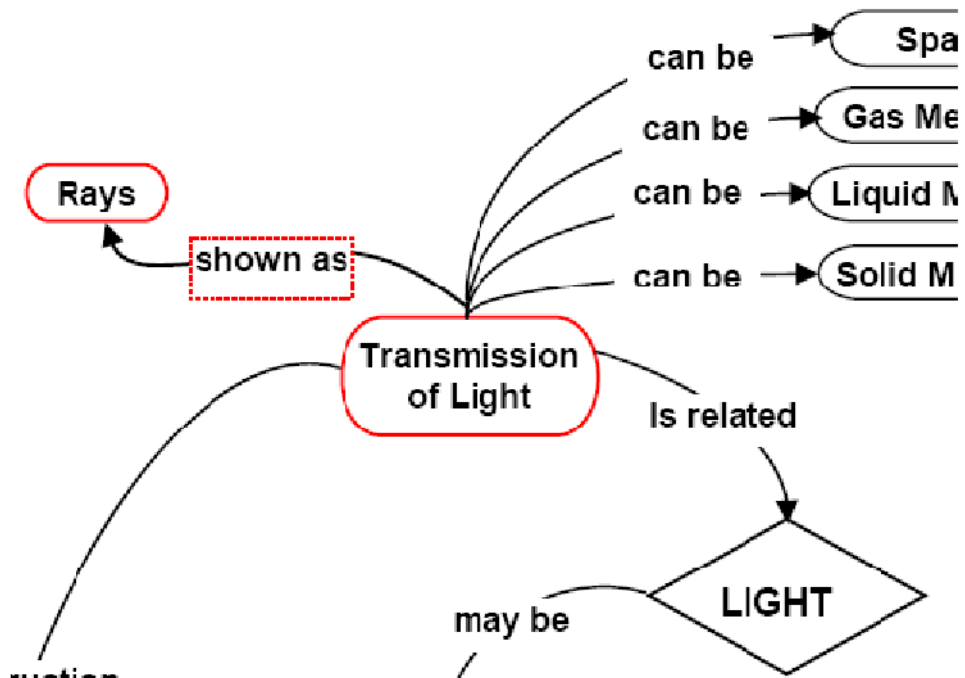 can be
Spa
can be
Gas Me
Rays
can be
Liquid M
shown as
can be
Solid M
Transmission
of Light
Is related
LIGHT
may be